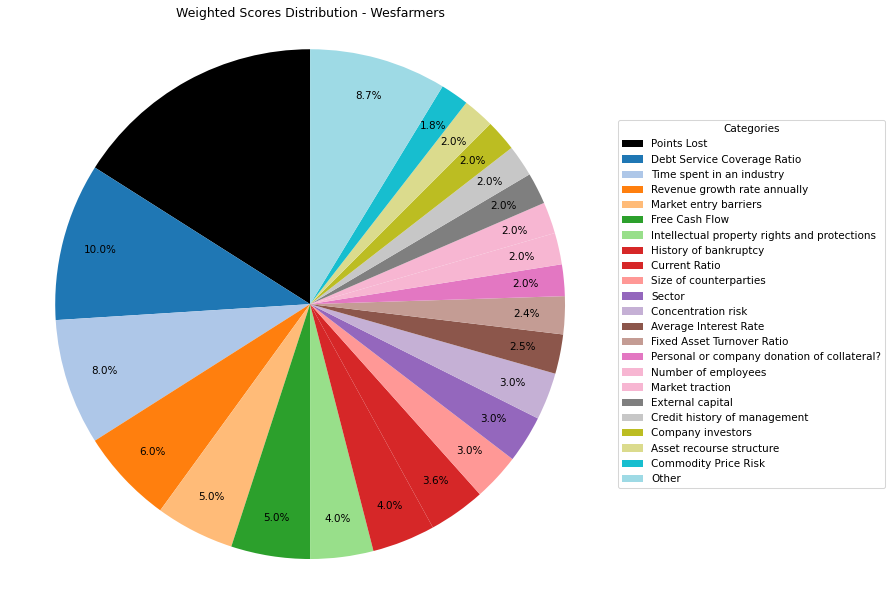 Weighted Scores Distribution - Wesfarmers
8.7%
1.8%
2.0%
2.0%
2.0%
2.0%
2.0%
2.0%
2.0%
2.4%
2.5%
3.0%
3.0%
3.0%
3.6%
4.0%
4.0%
5.0%
5.0%
6.0%
8.0%
10.0%
Categories
Points Lost
Debt Service Coverage Ratio
Time spent in an industry
Revenue growth rate annually
Market entry barriers
Free Cash Flow
Intellectual property rights and protections
History of bankruptcy
Current Ratio
Size of counterparties
Sector
Concentration risk
Average Interest Rate
Fixed Asset Turnover Ratio
Personal or company donation of collateral?
Number of employees
Market traction
External capital
Credit history of management
Company investors
Asset recourse structure
Commodity Price Risk
Other